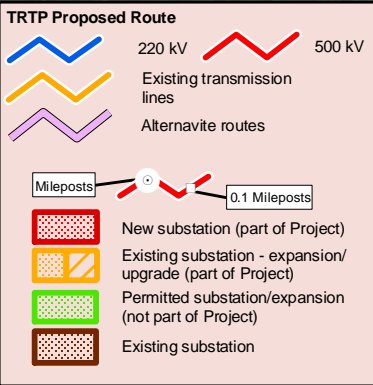 TRTP Proposed Route
220 kV
500 kV
Existing transmission
lines
Alternavite routes
Mileposts
0.1 Mileposts
New substation (part of Project)
Existing substation - expansion/
upgrade (part of Project)
Permitted substation/expansion
(not part of Project)
Existing substation